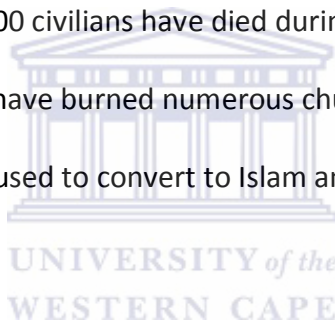 00 civilians have died durin
have burned numerous chu
used to convert to Islam an
UNIVERSITY of the
WESTERN CAPE